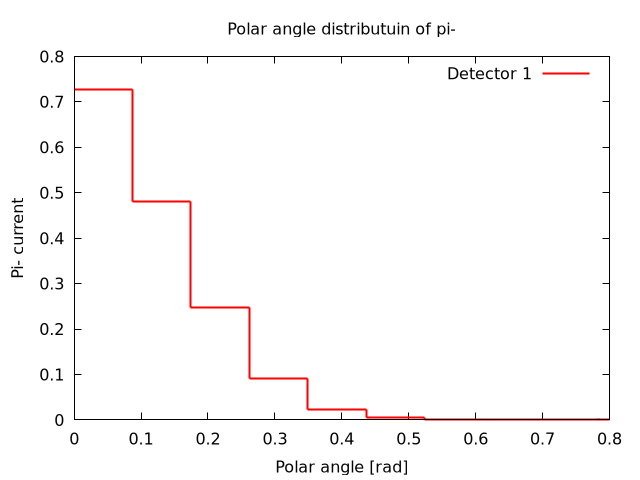 Polar angle distributuin of pi-
Detector 1
Pi- current
0.8
0.7
0.6
0.5
0.4
0.3
0.2
0.1
0
0 0.1 0.2 0.3 0.4 0.5 0.6 0.7 0.8
Polar angle [rad]